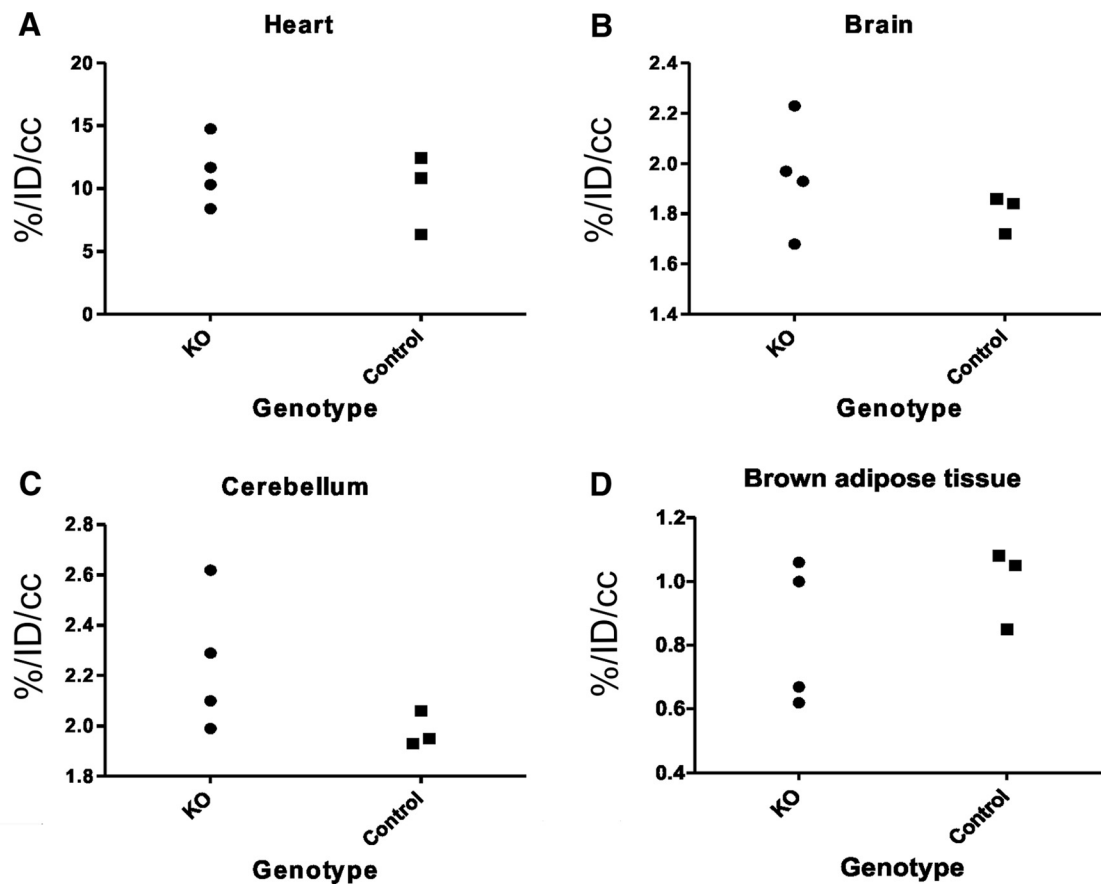 A
Heart
%/ID/cc
20
15
10
5
0
KO
Control
Genotype
B
Brain
%/ID/cc
2.4
2.2
2.0
1.8
1.6
1.4
KO
Control
Genotype
C
Cerebellum
%/ID/cc
2.8
2.6
2.4
2.2
2.0
1.8
KO
Control
Genotype
D
Brown adipose tissue
%/ID/cc
1.2
1.0
0.8
0.6
0.4
KO
Control
Genotype